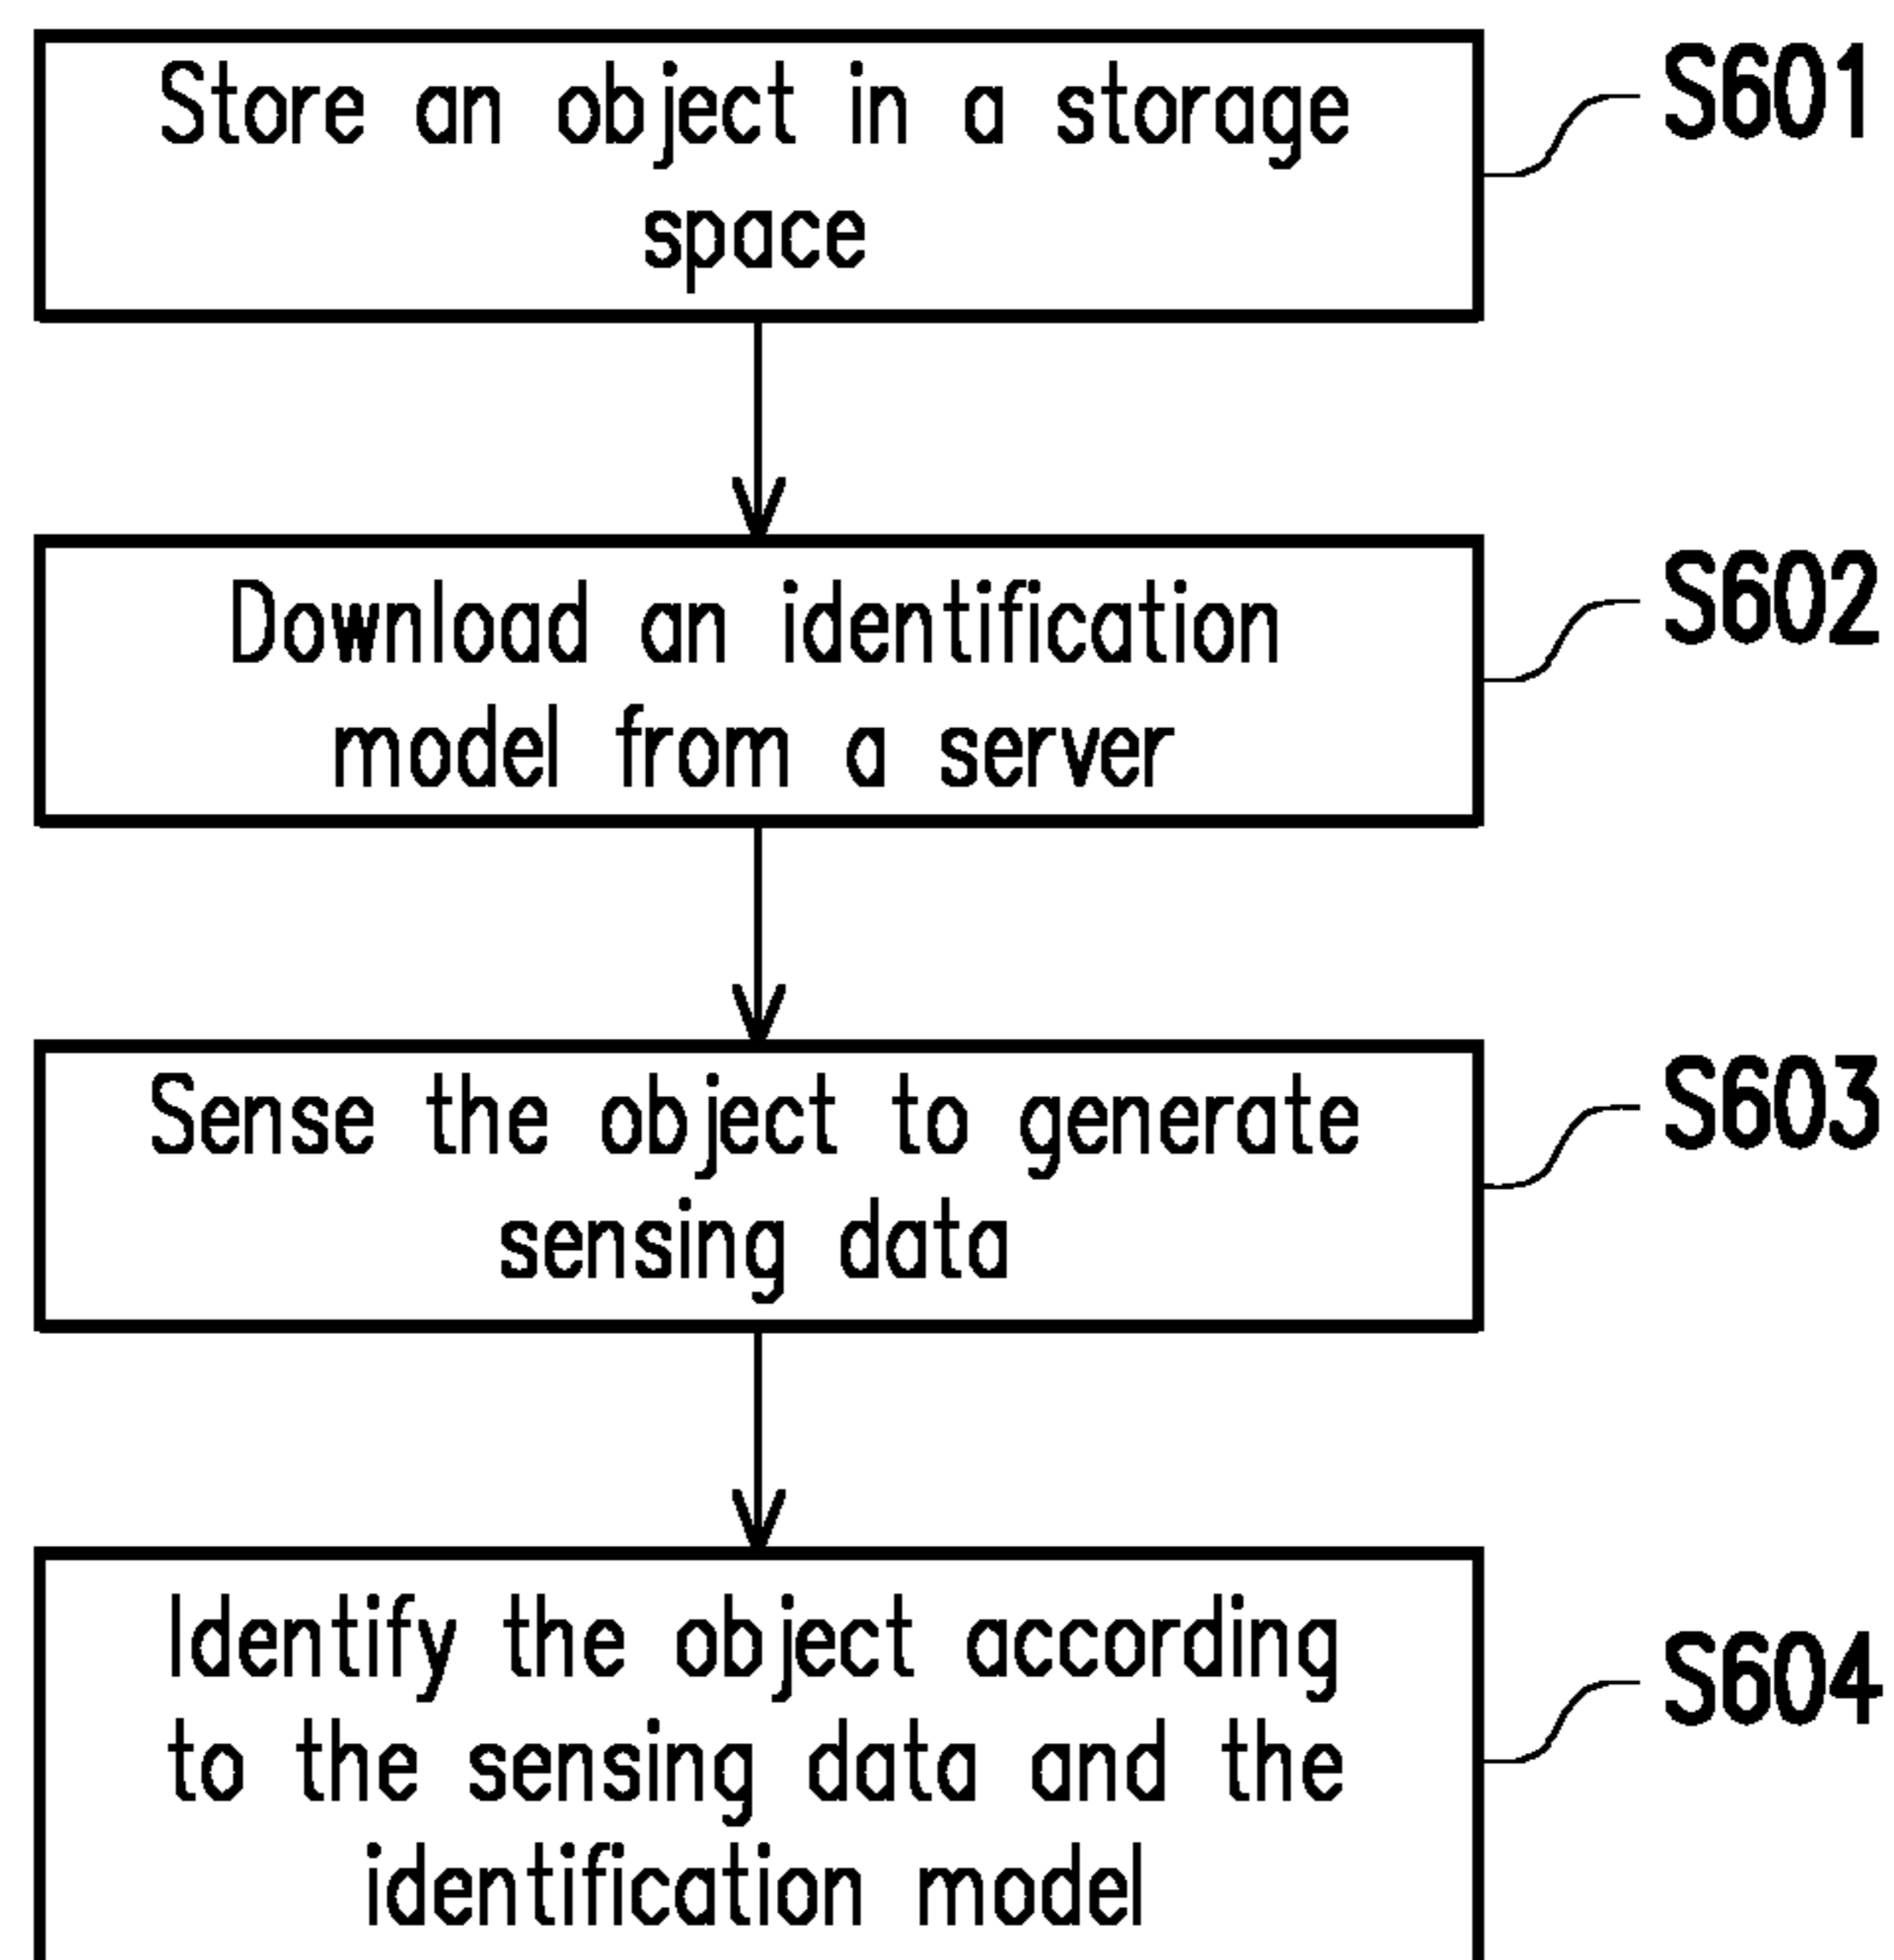 Store an object in a storage
space
S601
Download an identification
model from a server
S602
Sense the object to generate
sensing data
S603
Identify the object according
to the sensing data and the
identification model
S604